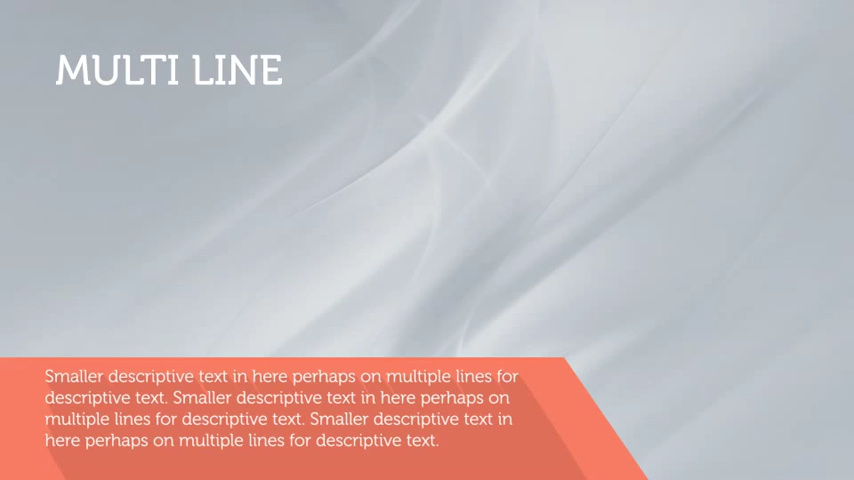 MULTI LINE
Smaller descriptive text in here perhaps on multiple lines for
descriptive text. Smaller descriptive text in here perhaps on
multiple lines for descriptive text. Smaller descriptive text in
here perhaps on multiple lines for descriptive text.